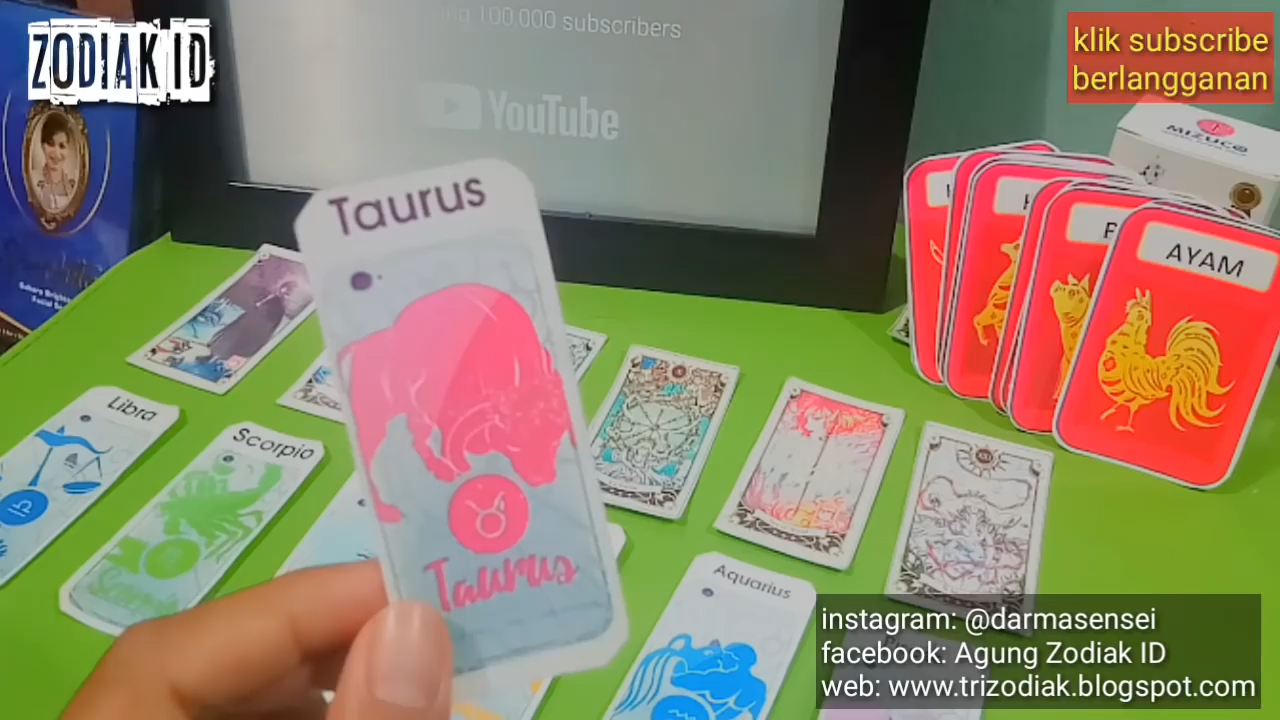 ZODIAK ID
100,000 subscribers
YouTube
klik subscribe
berlangganan
MIZUCO
AYAM
Taurus
Taurus
Libra
Scorpio
Aquarius
instagram: @darmasensei
facebook: Agung Zodiak ID
web: www.trizodiak.blogspot.com